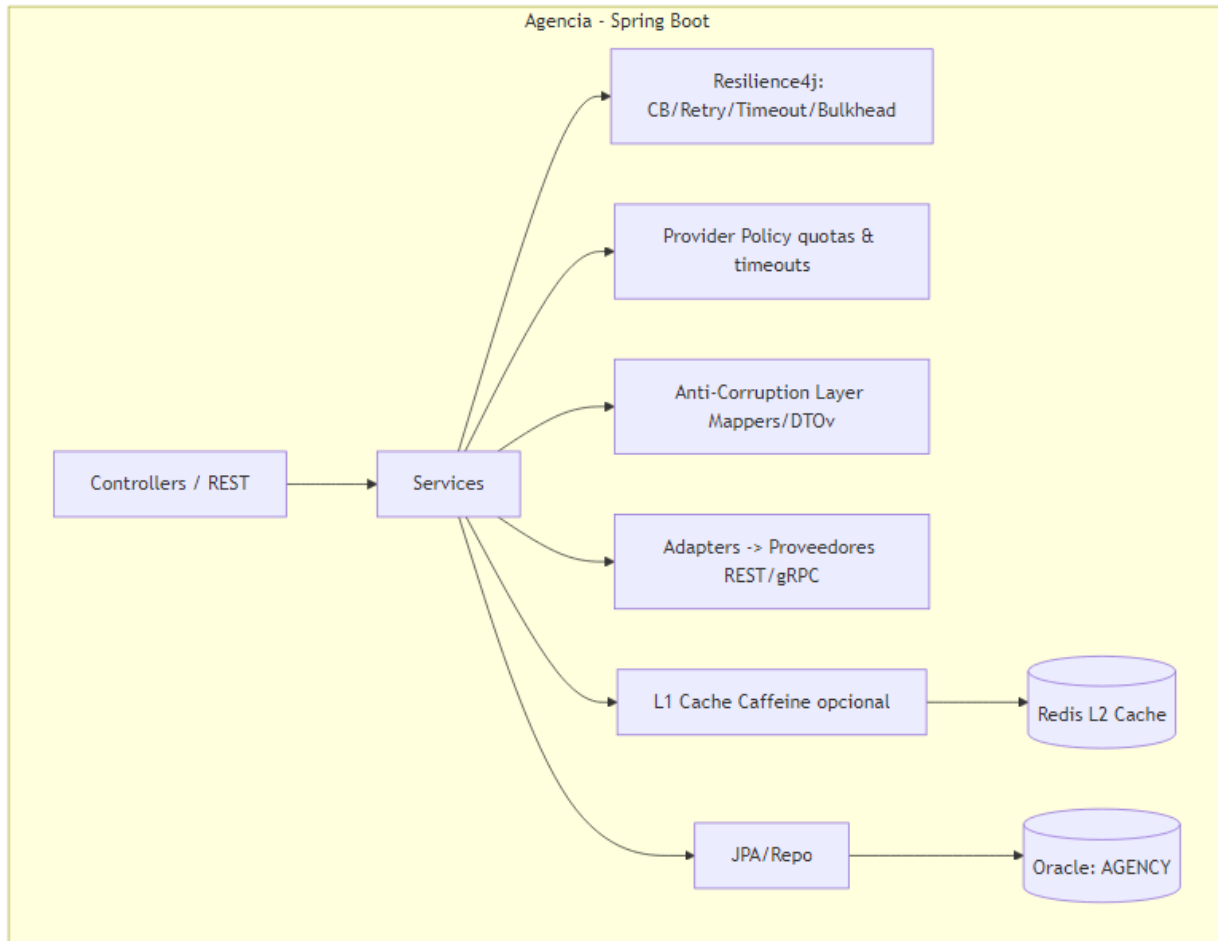 Agencia - Spring Boot
Resilience4j:
CB/Retry/Timeout/Bulkhead
Provider Policy quotas &
timeouts
Anti-Corruption Layer
Mappers/DTOv
Controllers / REST
Services
Adapters -> Proveedores
REST/gRPC
L1 Cache Caffeine opcional
Redis L2 Cache
JPA/Repo
Oracle: AGENCY